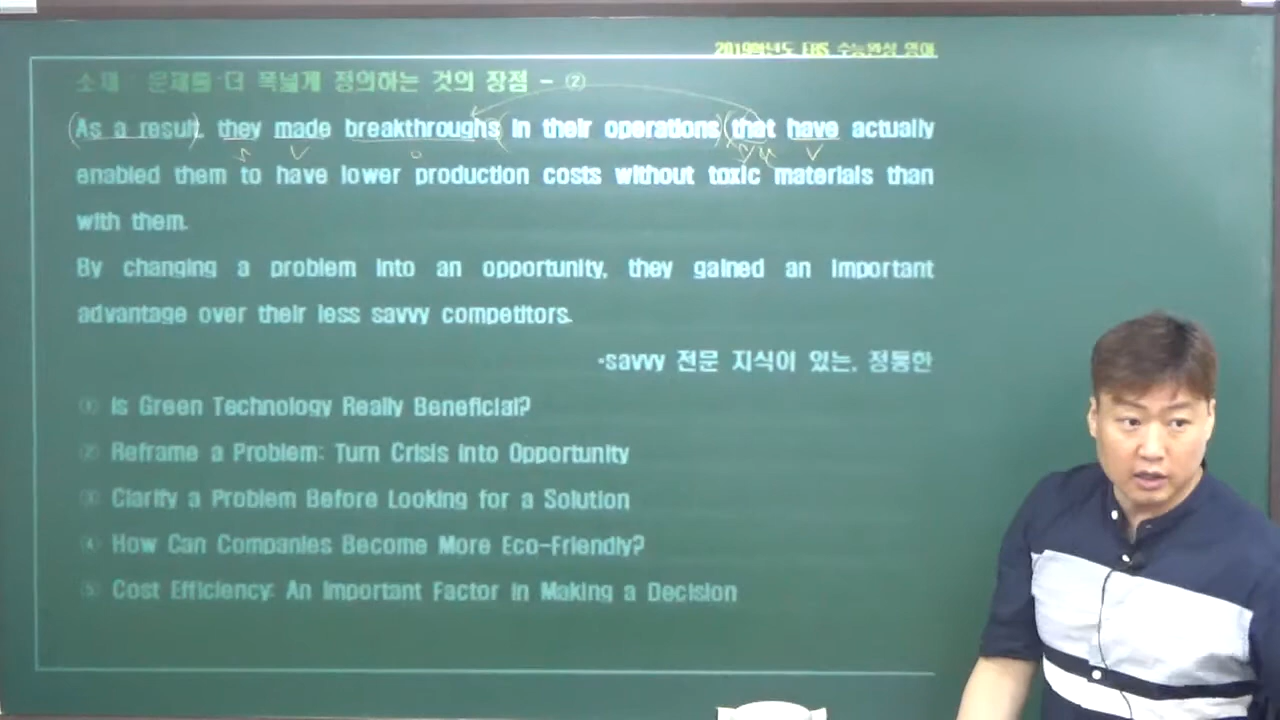 2019학년도 EBS 수능완성 영어
소재 : 문제를 더 폭넓게 정의하는 것의 장점 - ②
(As a result), they made breakthroughs (in their operations) (that have actually
S V O V
enabled them to have lower production costs without toxic materials than
with them.
By changing a problem into an opportunity, they gained an important
advantage over their less savvy competitors.
•savvy 전문 지식이 있는, 정통한
① Is Green Technology Really Beneficial?
② Reframe a Problem: Turn Crisis into Opportunity
③ Clarify a Problem Before Looking for a Solution
④ How Can Companies Become More Eco-Friendly?
⑤ Cost Efficiency: An Important Factor in Making a Decision